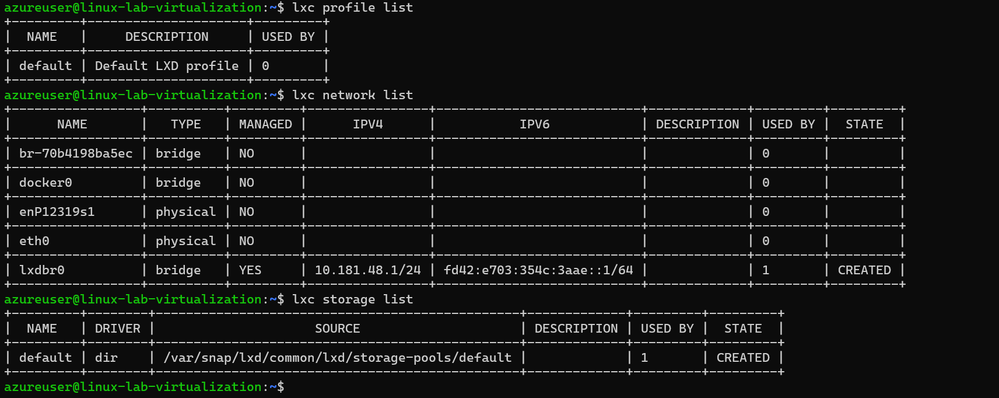 azureuser@linux-lab-virtualization:~$ lxc profile list
+---------+---------------------+---------+
|  NAME   |     DESCRIPTION     | USED BY |
+---------+---------------------+---------+
| default | Default LXD profile | 0       |
+---------+---------------------+---------+
azureuser@linux-lab-virtualization:~$ lxc network list
+-----------------+----------+---------+----------------+---------------------------+-------------+---------+---------+
|      NAME       |   TYPE   | MANAGED |      IPV4      |           IPV6            | DESCRIPTION | USED BY |  STATE  |
+-----------------+----------+---------+----------------+---------------------------+-------------+---------+---------+
| br-70b4198ba5ec | bridge   | NO      |                |                           |             | 0       |         |
+-----------------+----------+---------+----------------+---------------------------+-------------+---------+---------+
| docker0         | bridge   | NO      |                |                           |             | 0       |         |
+-----------------+----------+---------+----------------+---------------------------+-------------+---------+---------+
| enP12319s1      | physical | NO      |                |                           |             | 0       |         |
+-----------------+----------+---------+----------------+---------------------------+-------------+---------+---------+
| eth0            | physical | NO      |                |                           |             | 0       |         |
+-----------------+----------+---------+----------------+---------------------------+-------------+---------+---------+
| lxdbr0          | bridge   | YES     | 10.181.48.1/24 | fd42:e703:354c:3aae::1/64 |             | 1       | CREATED |
+-----------------+----------+---------+----------------+---------------------------+-------------+---------+---------+
azureuser@linux-lab-virtualization:~$ lxc storage list
+---------+--------+------------------------------------------------+-------------+---------+---------+
|  NAME   | DRIVER |                     SOURCE                     | DESCRIPTION | USED BY |  STATE  |
+---------+--------+------------------------------------------------+-------------+---------+---------+
| default | dir    | /var/snap/lxd/common/lxd/storage-pools/default |             | 1       | CREATED |
+---------+--------+------------------------------------------------+-------------+---------+---------+
azureuser@linux-lab-virtualization:~$